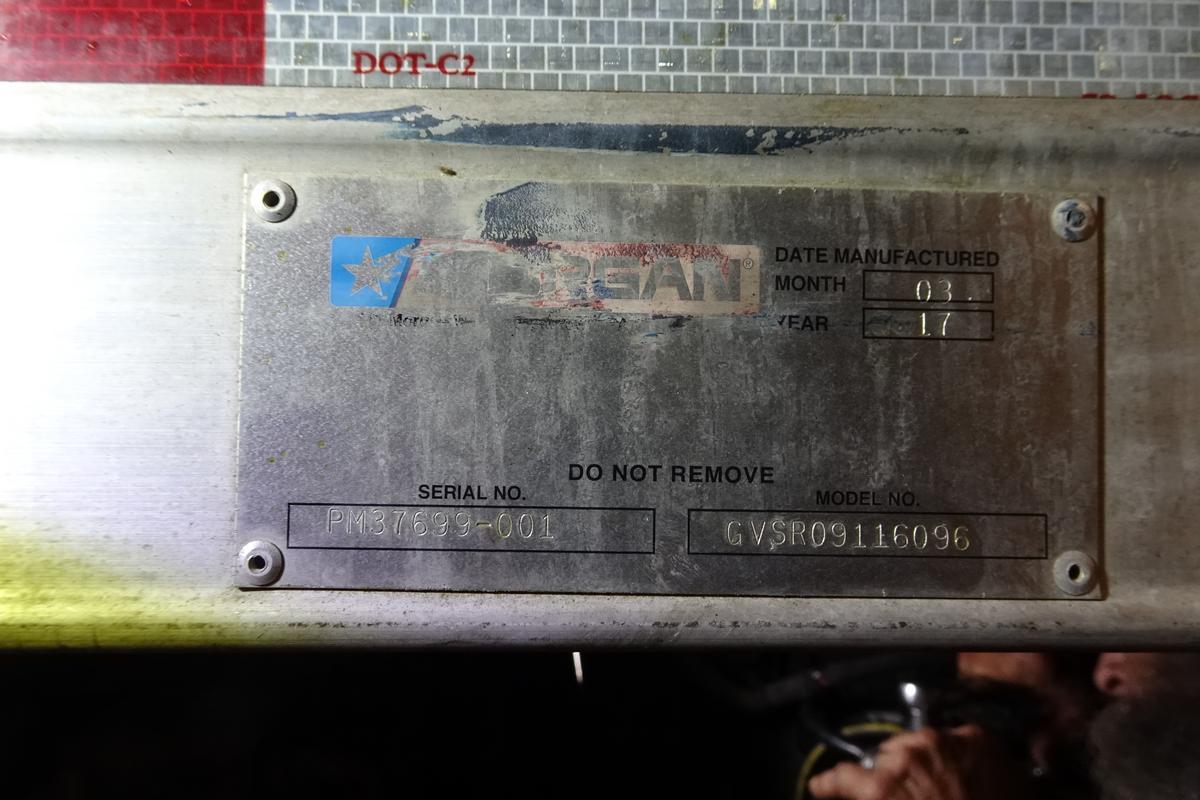 DOT-C2
DATE MANUFACTURED
MONTH 03
YEAR 17
DO NOT REMOVE
SERIAL NO.
PM37699-001
MODEL NO.
GVSR09116096